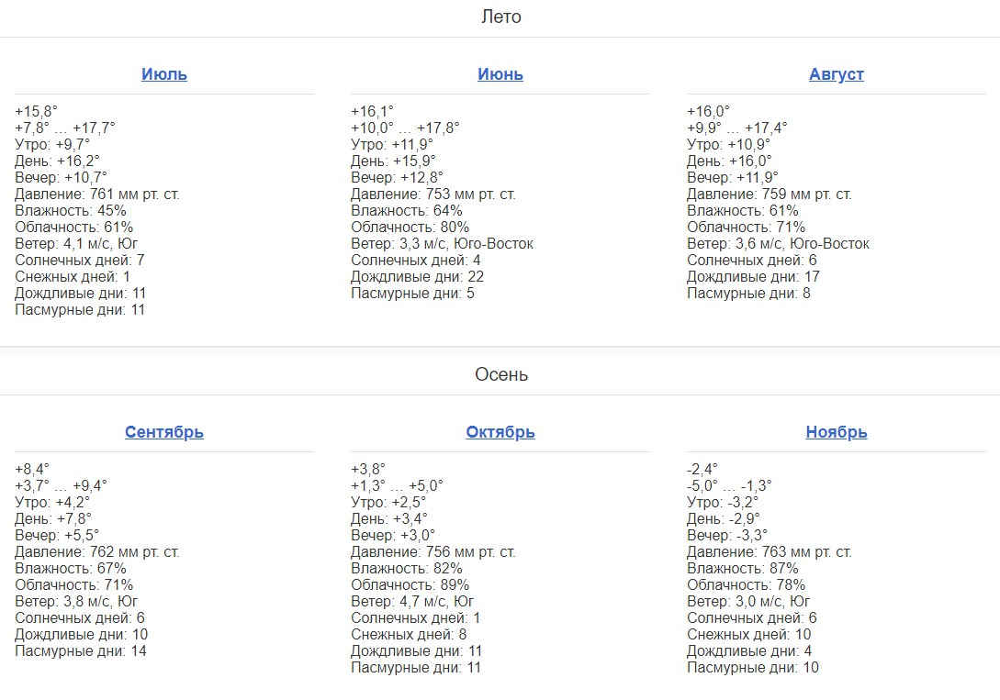 Лето
Июль
+15,8°
+7,8° … +17,7°
Утро: +9,7°
День: +16,2°
Вечер: +10,7°
Давление: 761 мм рт. ст.
Влажность: 45%
Облачность: 61%
Ветер: 4,1 м/с, Юг
Солнечных дней: 7
Снежных дней: 1
Дождливые дни: 11
Пасмурные дни: 11
Июнь
+16,1°
+10,0° … +17,8°
Утро: +11,9°
День: +15,9°
Вечер: +12,8°
Давление: 753 мм рт. ст.
Влажность: 64%
Облачность: 80%
Ветер: 3,3 м/с, Юго-Восток
Солнечных дней: 4
Дождливые дни: 22
Пасмурные дни: 5
Август
+16,0°
+9,9° … +17,4°
Утро: +10,9°
День: +16,0°
Вечер: +11,9°
Давление: 759 мм рт. ст.
Влажность: 61%
Облачность: 71%
Ветер: 3,6 м/с, Юго-Восток
Солнечных дней: 6
Дождливые дни: 17
Пасмурные дни: 8
Осень
Сентябрь
+8,4°
+3,7° … +9,4°
Утро: +4,2°
День: +7,8°
Вечер: +5,5°
Давление: 762 мм рт. ст.
Влажность: 67%
Облачность: 71%
Ветер: 3,8 м/с, Юг
Солнечных дней: 6
Дождливые дни: 10
Пасмурные дни: 14
Октябрь
+3,8°
+1,3° … +5,0°
Утро: +2,5°
День: +3,4°
Вечер: +3,0°
Давление: 756 мм рт. ст.
Влажность: 82%
Облачность: 89%
Ветер: 4,7 м/с, Юг
Солнечных дней: 1
Снежных дней: 8
Дождливые дни: 11
Пасмурные дни: 11
Ноябрь
-2,4°
-5,0° … -1,3°
Утро: -3,2°
День: -2,9°
Вечер: -3,3°
Давление: 763 мм рт. ст.
Влажность: 87%
Облачность: 78%
Ветер: 3,0 м/с, Юг
Солнечных дней: 6
Снежных дней: 10
Дождливые дни: 4
Пасмурные дни: 10